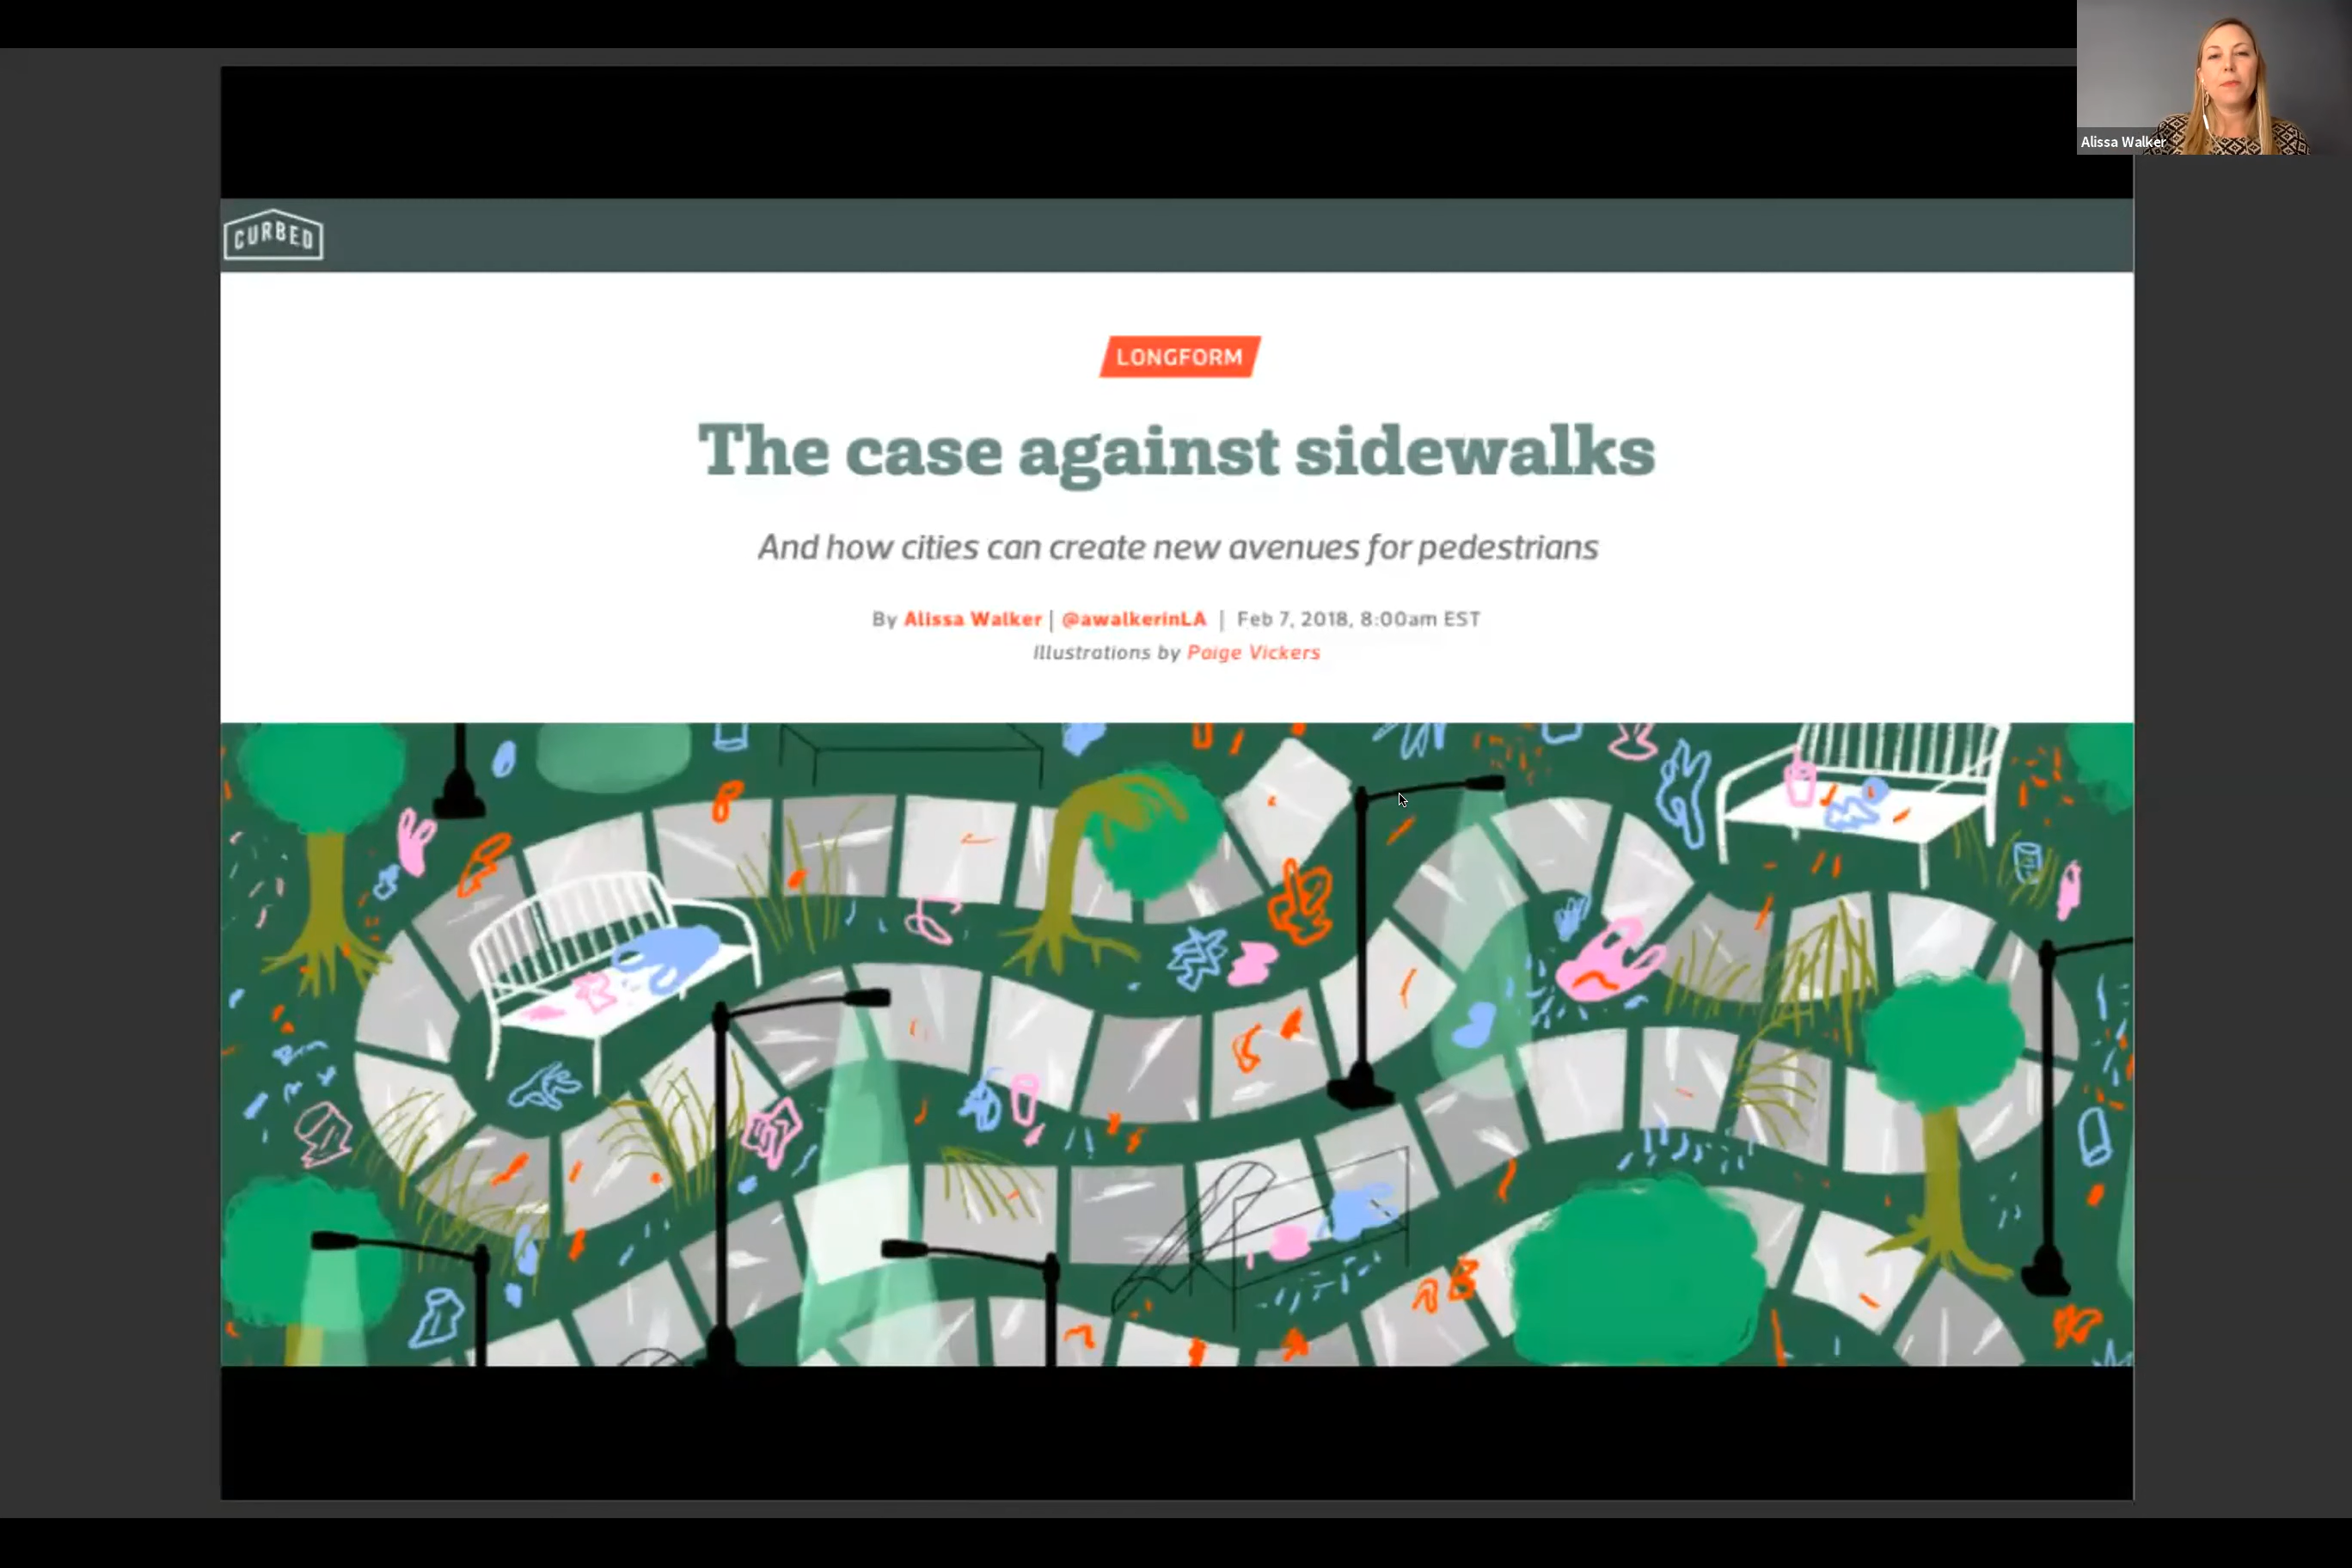 Alissa Walker
CURBED
LONGFORM
The case against sidewalks
And how cities can create new avenues for pedestrians
By Alissa Walker | @awalkerinLA | Feb 7, 2018, 8:00am EST
Illustrations by Paige Vickers